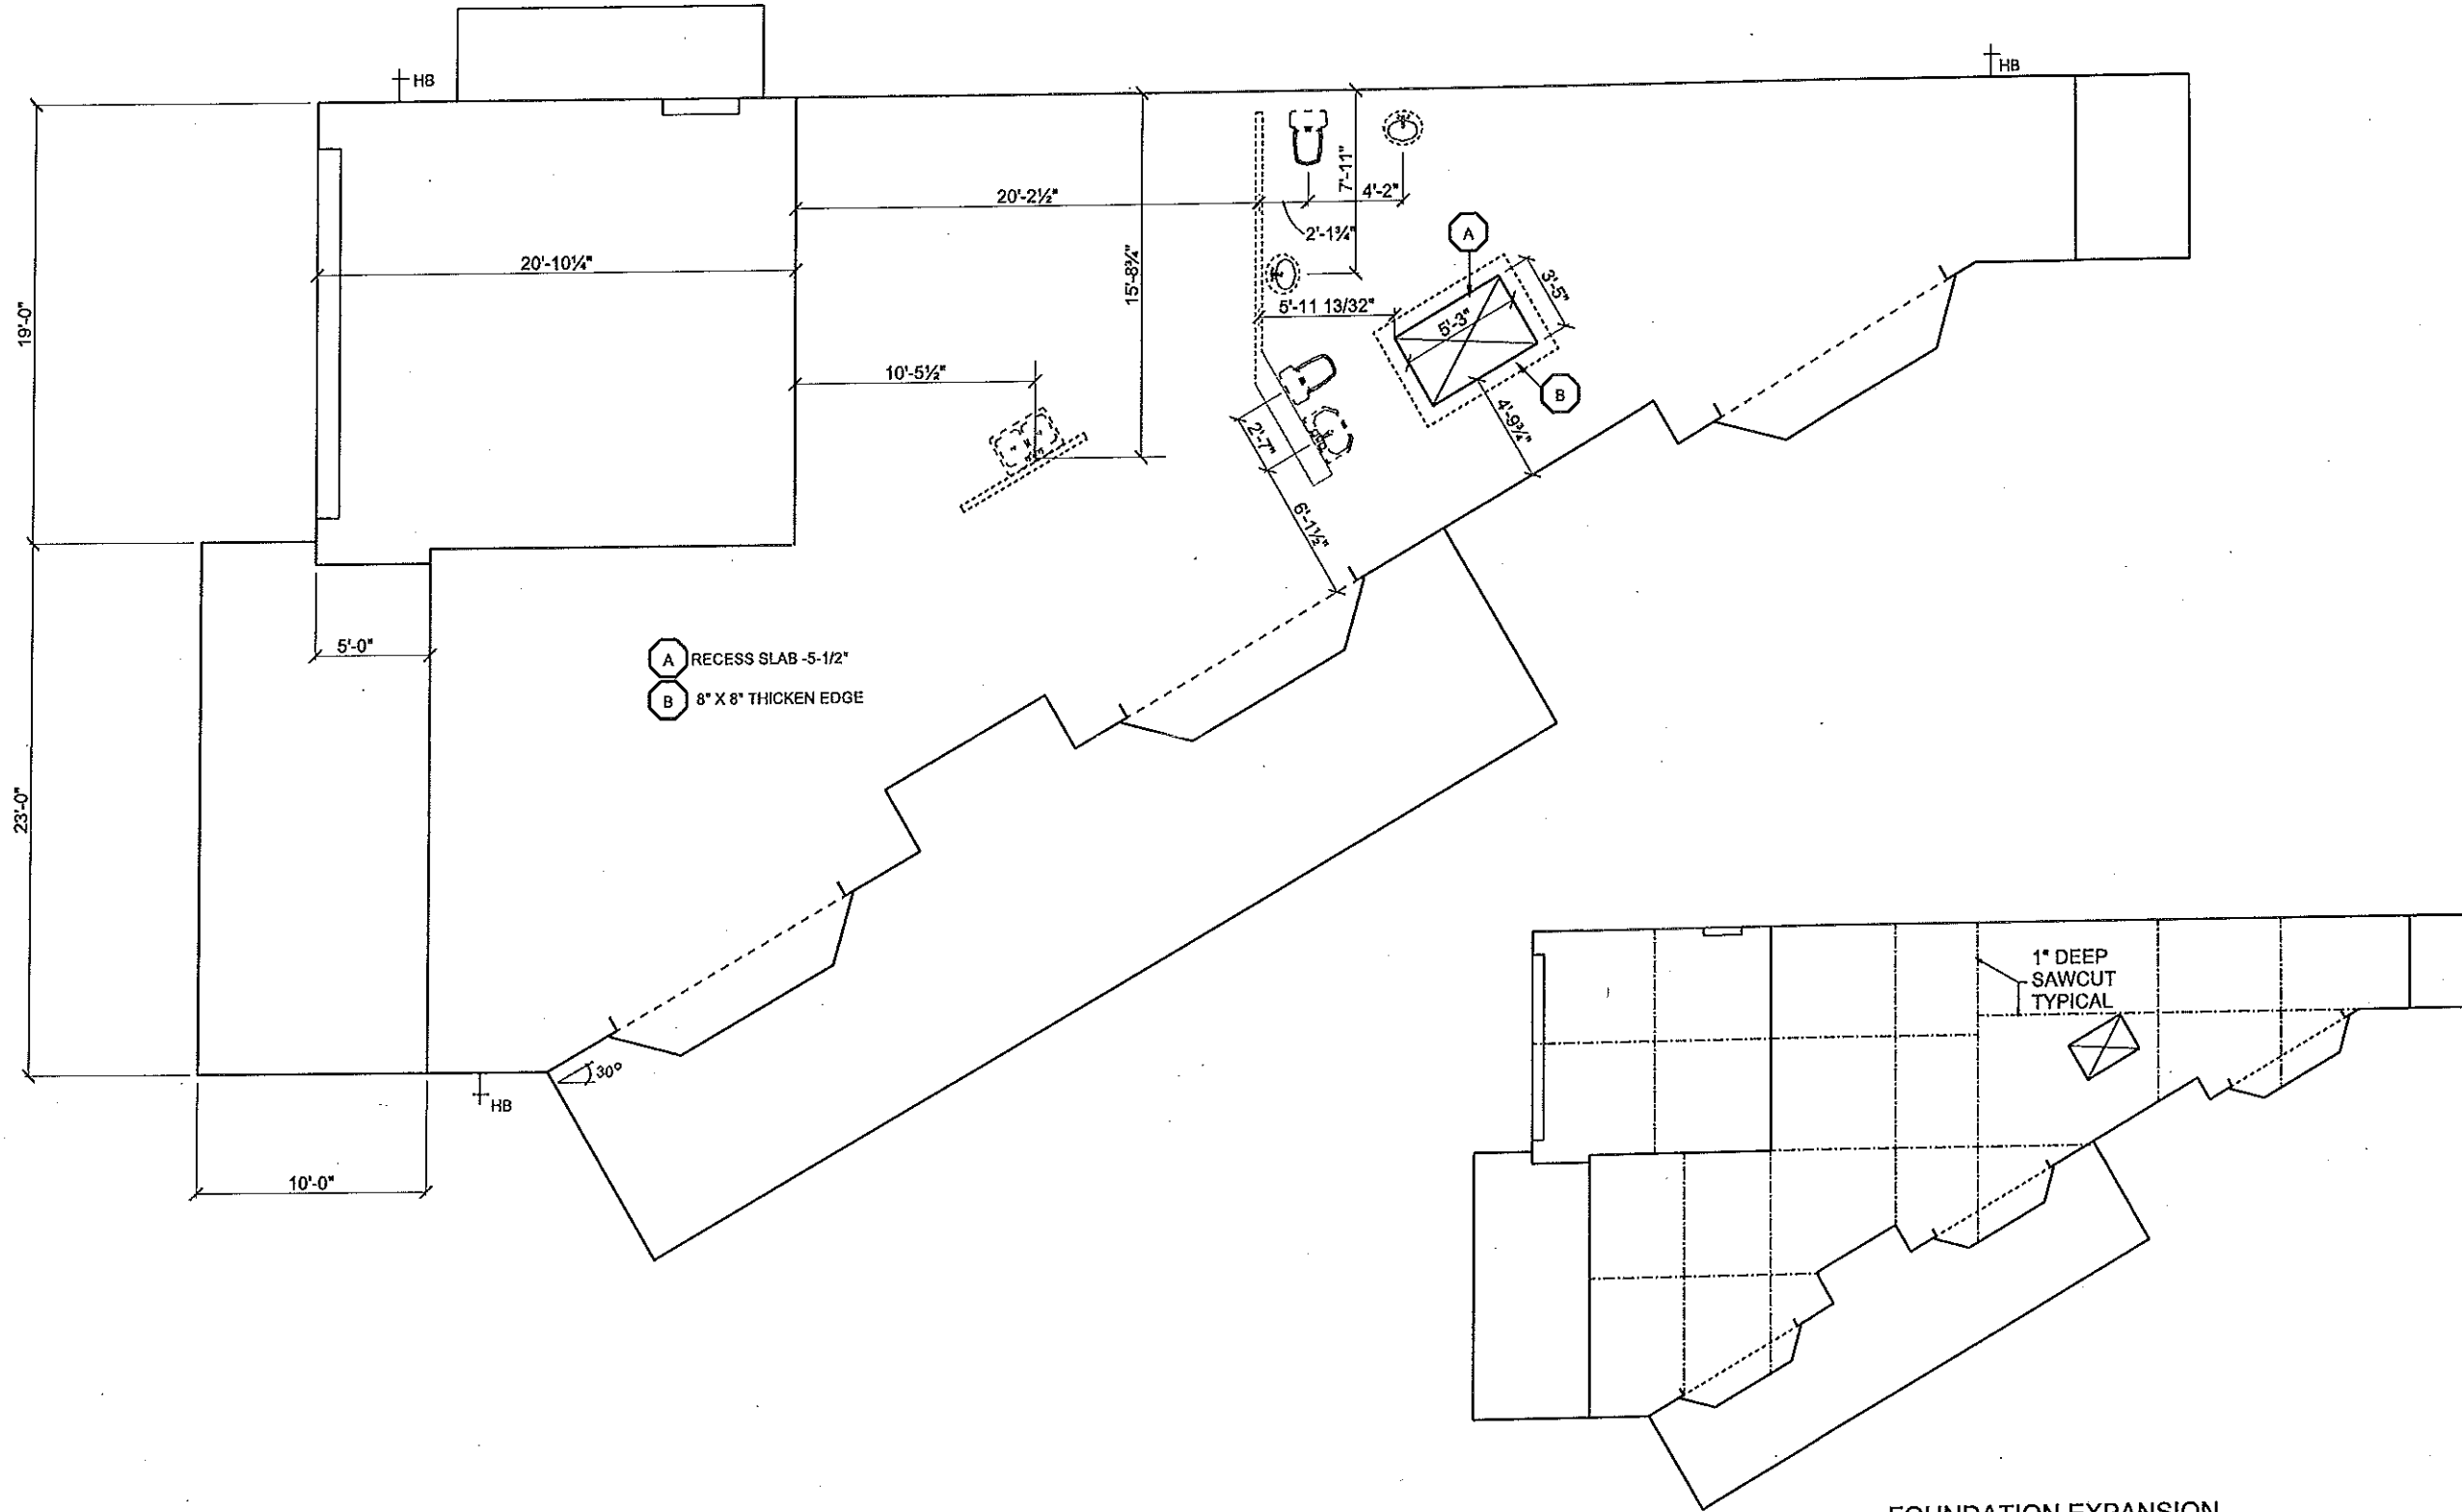 HB
HB
19'-0"
20'-2½"
7'-11"
4'-2"
2'-1¾"
A
20'-10¼"
15'-8¾"
5'-11 13/32"
3'-5"
5'-3"
10'-5½"
B
4'-9¾"
2'-7"
6'-1½"
5'-0"
A RECESS SLAB -5-1/2"
B 8" X 8" THICKEN EDGE
23'-0"
30°
HB
10'-0"
1" DEEP
SAWCUT
TYPICAL
FOUNDATION EXPANSION